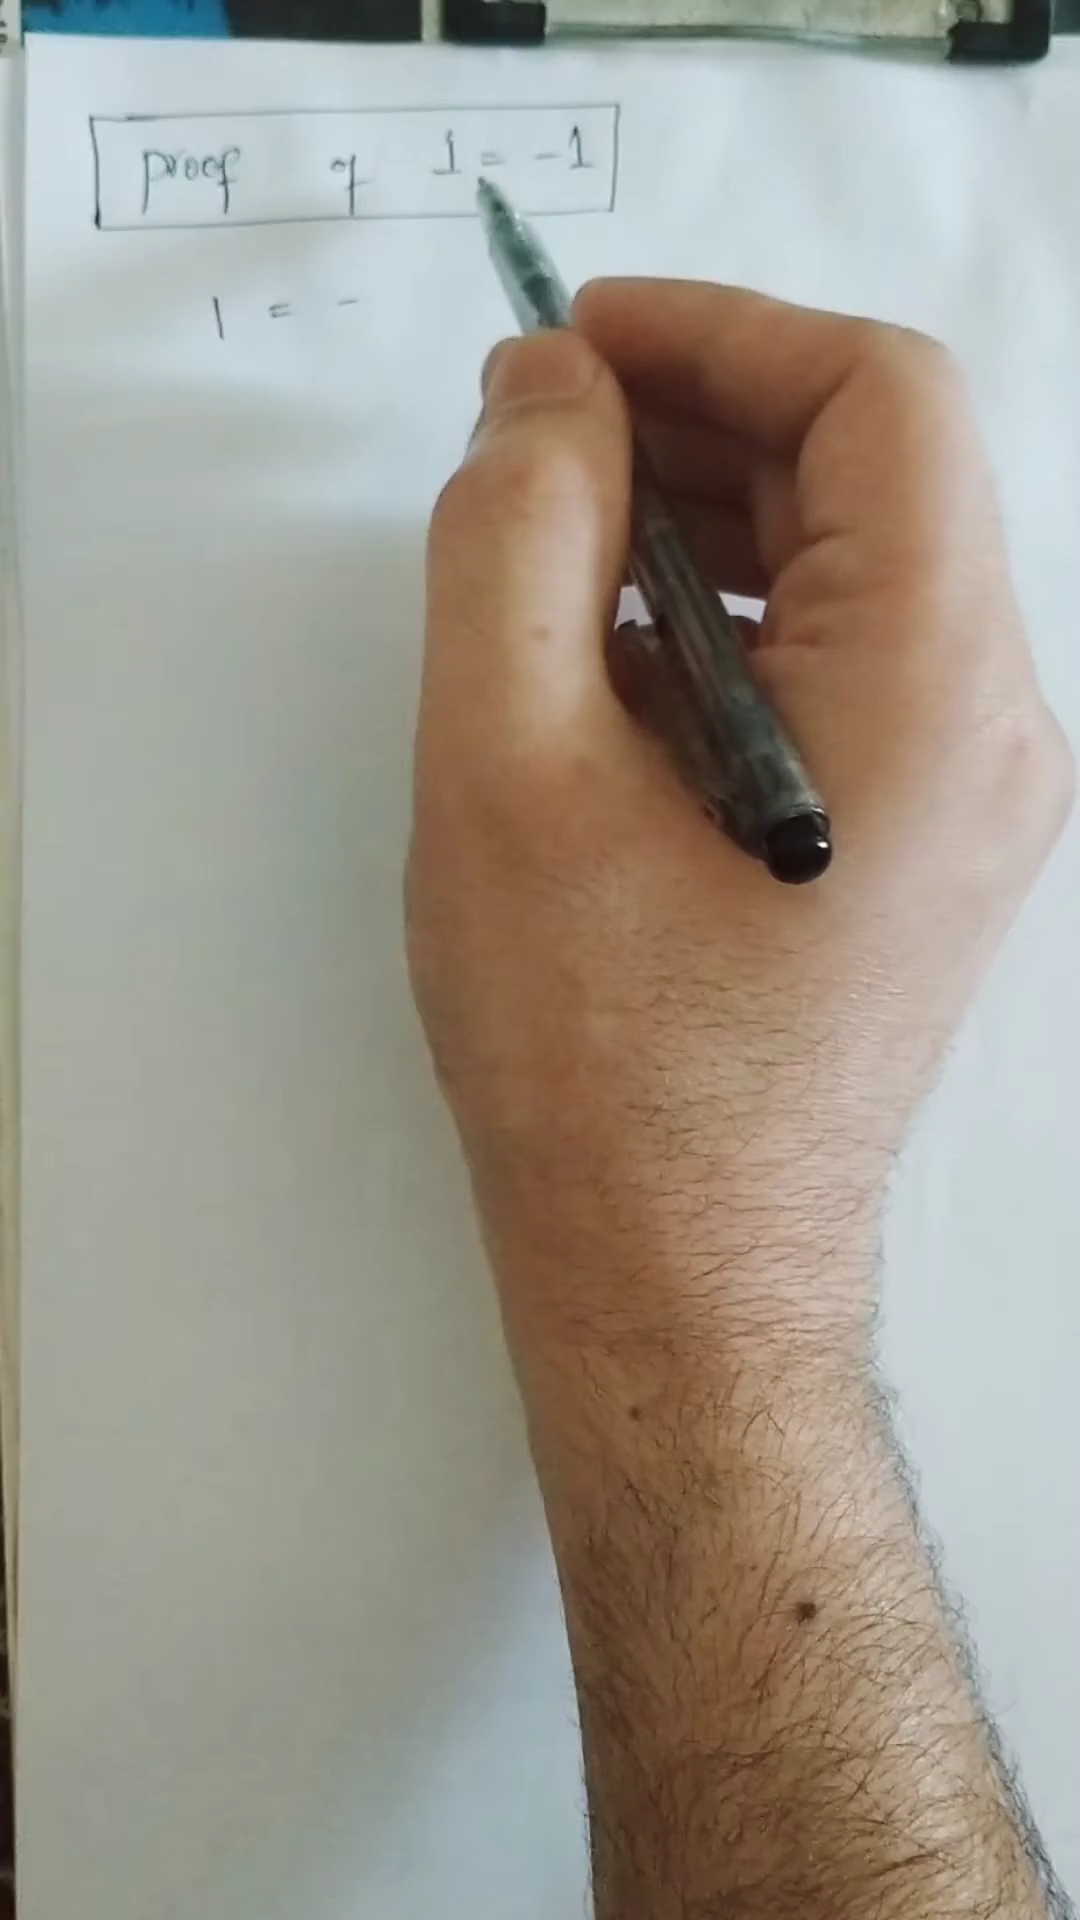 proof of 1 = -1
1 = -